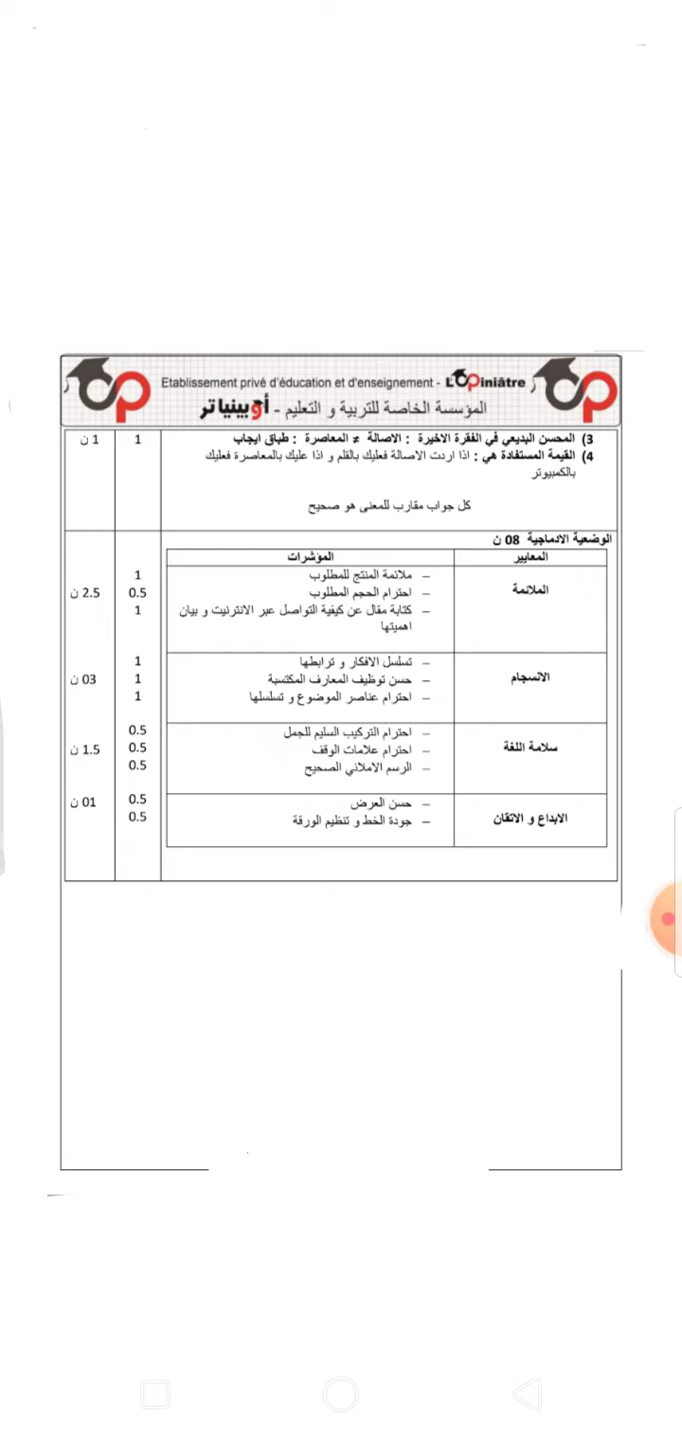 Etablissement privé d'éducation et d'enseignement - L'OPiniâtre
المؤسسة الخاصة للتربية و التعليم - أوبينياتر
3) المحسن البديعي في الفقرة الاخيرة : الاصالة ≠ المعاصرة : طباق ايجاب 1 1 ن
4) القيمة المستفادة هي : اذا اردت الاصالة فعليك بالقلم و اذا عليك بالمعاصرة فعليك
بالكمبيوتر
كل جواب مقارب للمعنى هو صحيح
الوضعية الادماجية 08 ن
المعايير المؤشرات
الملائمة 2.5 ن
– ملائمة المنتج للمطلوب 1
– احترام الحجم المطلوب 0.5
– كتابة مقال عن كيفية التواصل عبر الانترنيت و بيان 1
اهميتها
الانسجام 03 ن
– تسلسل الافكار و ترابطها 1
– حسن توظيف المعارف المكتسبة 1
– احترام عناصر الموضوع و تسلسلها 1
سلامة اللغة 1.5 ن
– احترام التركيب السليم للجمل 0.5
– احترام علامات الوقف 0.5
– الرسم الاملائي الصحيح 0.5
الابداع و الاتقان 01 ن
– حسن العرض 0.5
– جودة الخط و تنظيم الورقة 0.5